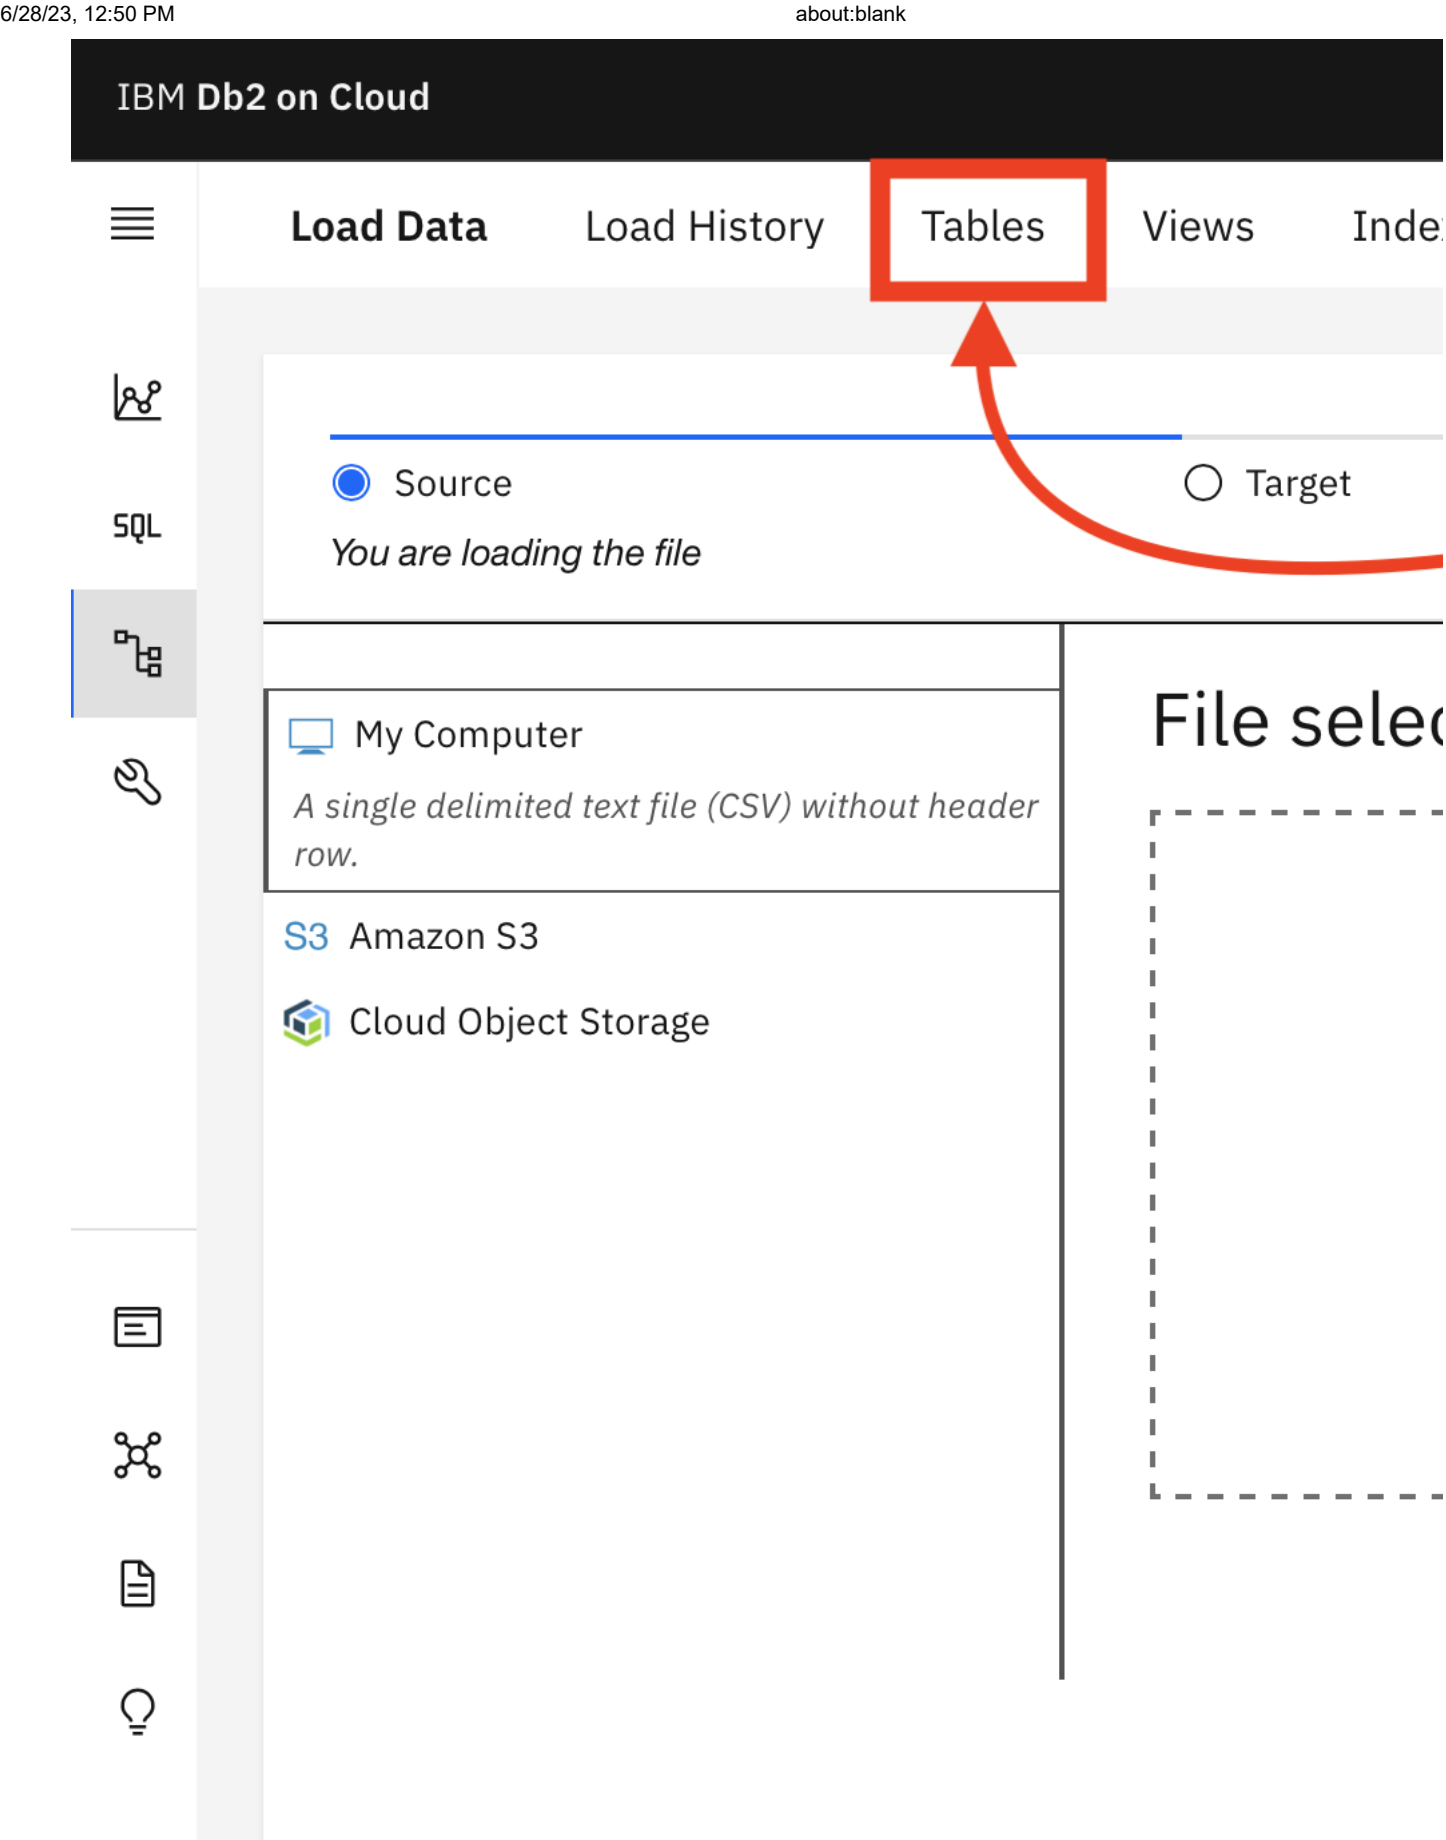 6/28/23, 12:50 PM about:blank
IBM Db2 on Cloud
Load Data Load History Tables Views
Source Target
SQL
You are loading the file
My Computer
File
A single delimited text file (CSV) without header
row.
S3 Amazon S3
Cloud Object Storage